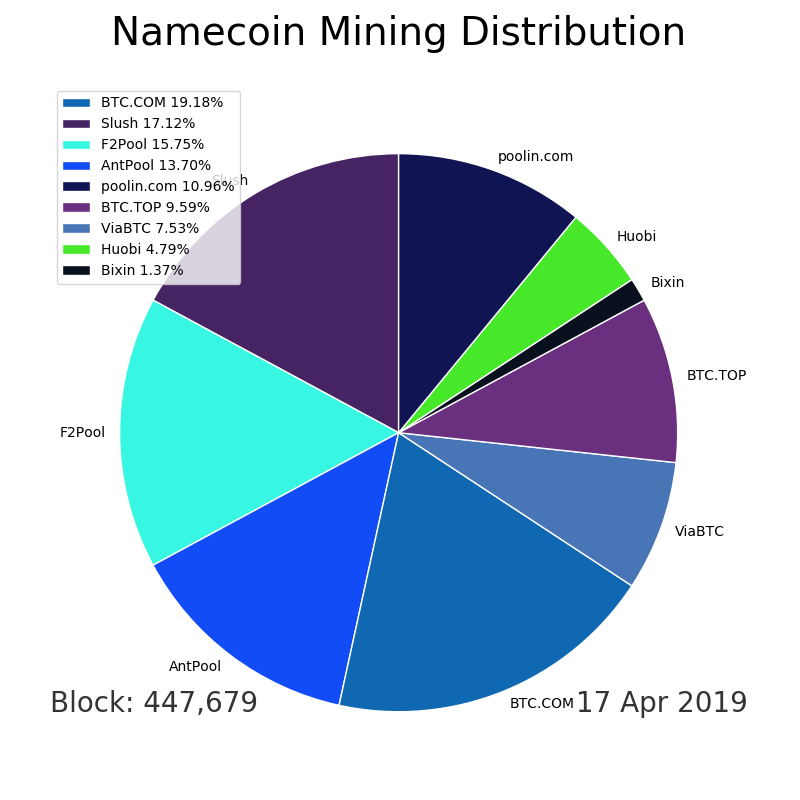 Namecoin Mining Distribution
BTC.COM 19.18%
Slush 17.12%
F2Pool 15.75%
AntPool 13.70%
poolin.com 10.96%
BTC.TOP 9.59%
ViaBTC 7.53%
Huobi 4.79%
Bixin 1.37%
poolin.com
Slush
Huobi
Bixin
BTC.TOP
F2Pool
ViaBTC
AntPool
BTC.COM
Block: 447,679
17 Apr 2019